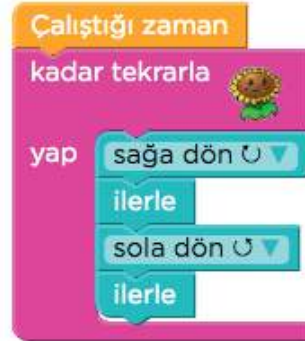 Çalıştığı zaman
kadar tekrarla
yap
sağa dön ↻
ilerle
sola dön ↺
ilerle